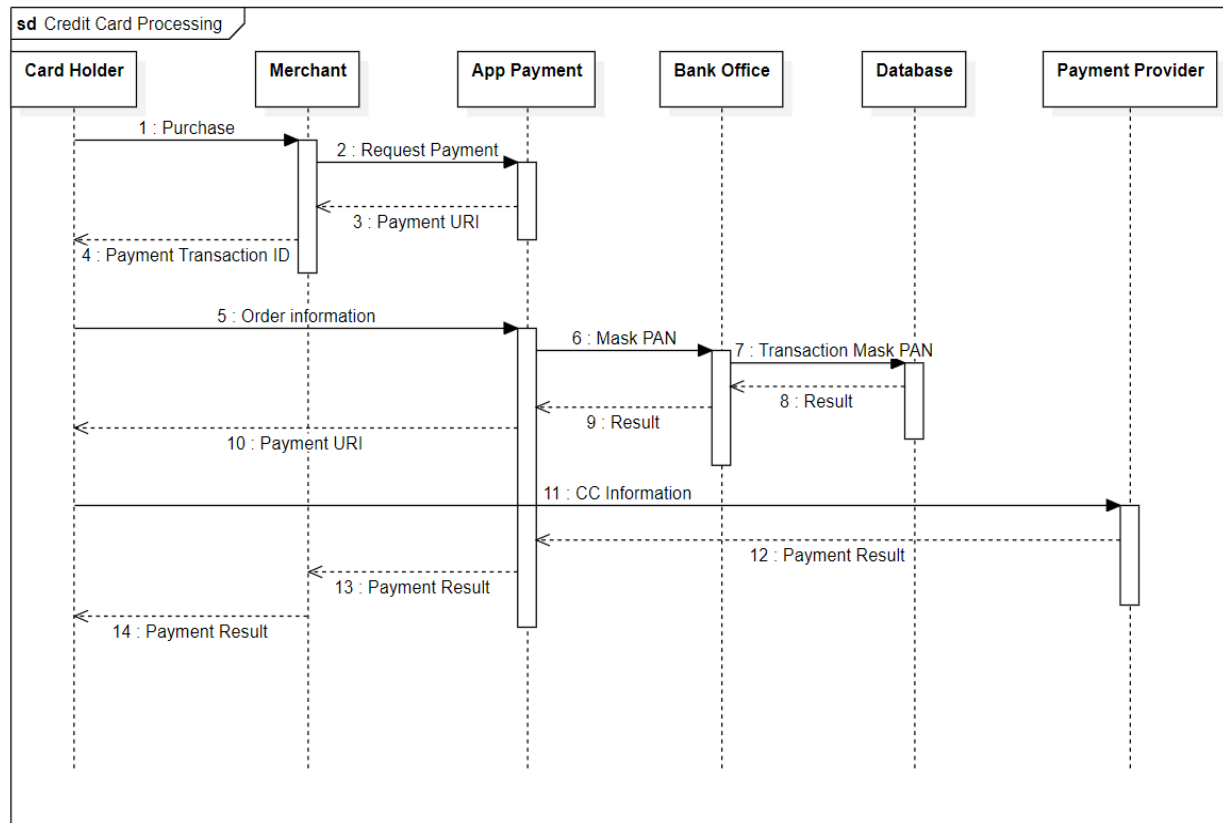 sd Credit Card Processing
Card Holder
Merchant
App Payment
Bank Office
Database
Payment Provider
1 : Purchase
2 : Request Payment
3 : Payment URI
4 : Payment Transaction ID
5 : Order information
6 : Mask PAN
7 : Transaction Mask PAN
8 : Result
9 : Result
10 : Payment URI
11 : CC Information
12 : Payment Result
13 : Payment Result
14 : Payment Result